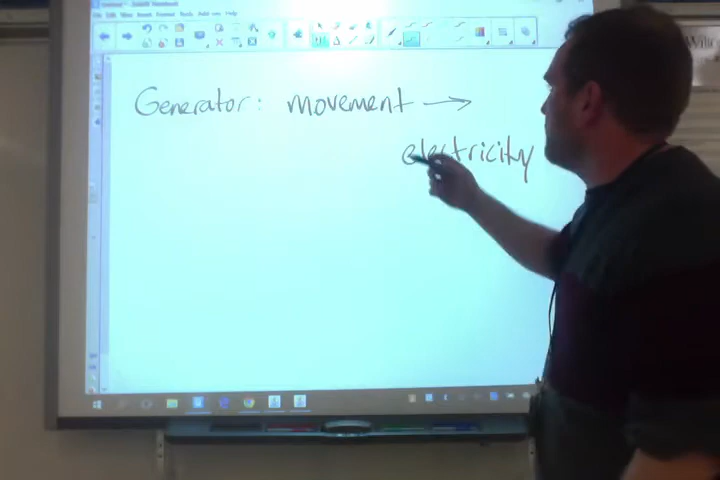 Generator: movement →
electricity